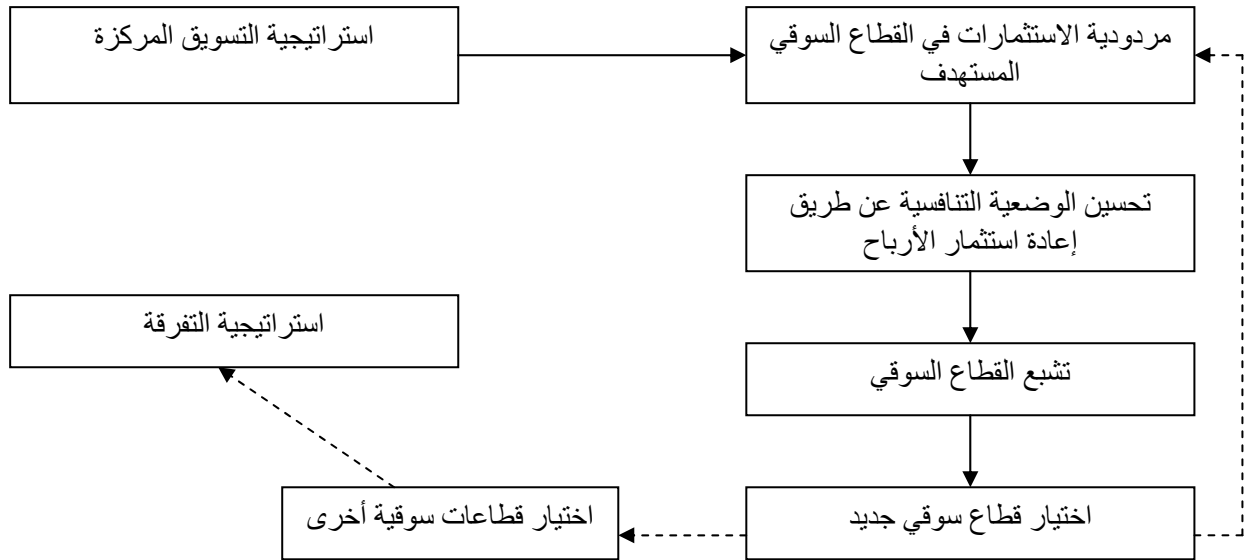 استراتيجية التسويق المركزة
مردودية الاستثمارات في القطاع السوقي
المستهدف
تحسين الوضعية التنافسية عن طريق
إعادة استثمار الأرباح
استراتيجية التفرقة
تشبع القطاع السوقي
اختيار قطاع سوقي جديد
اختيار قطاعات سوقية أخرى